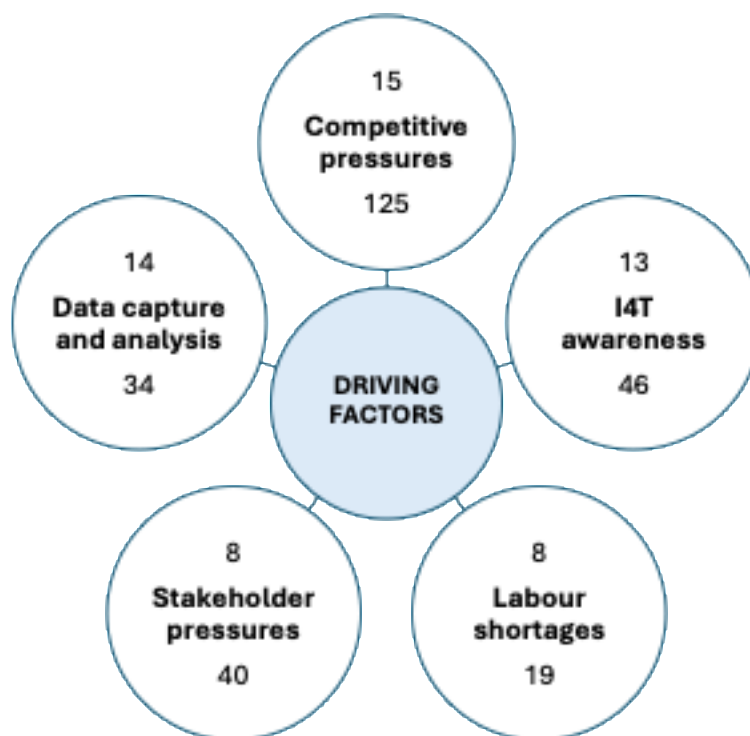 15
Competitive
pressures
125
14
Data capture
and analysis
34
13
I4T
awareness
46
DRIVING
FACTORS
8
Stakeholder
pressures
40
8
Labour
shortages
19